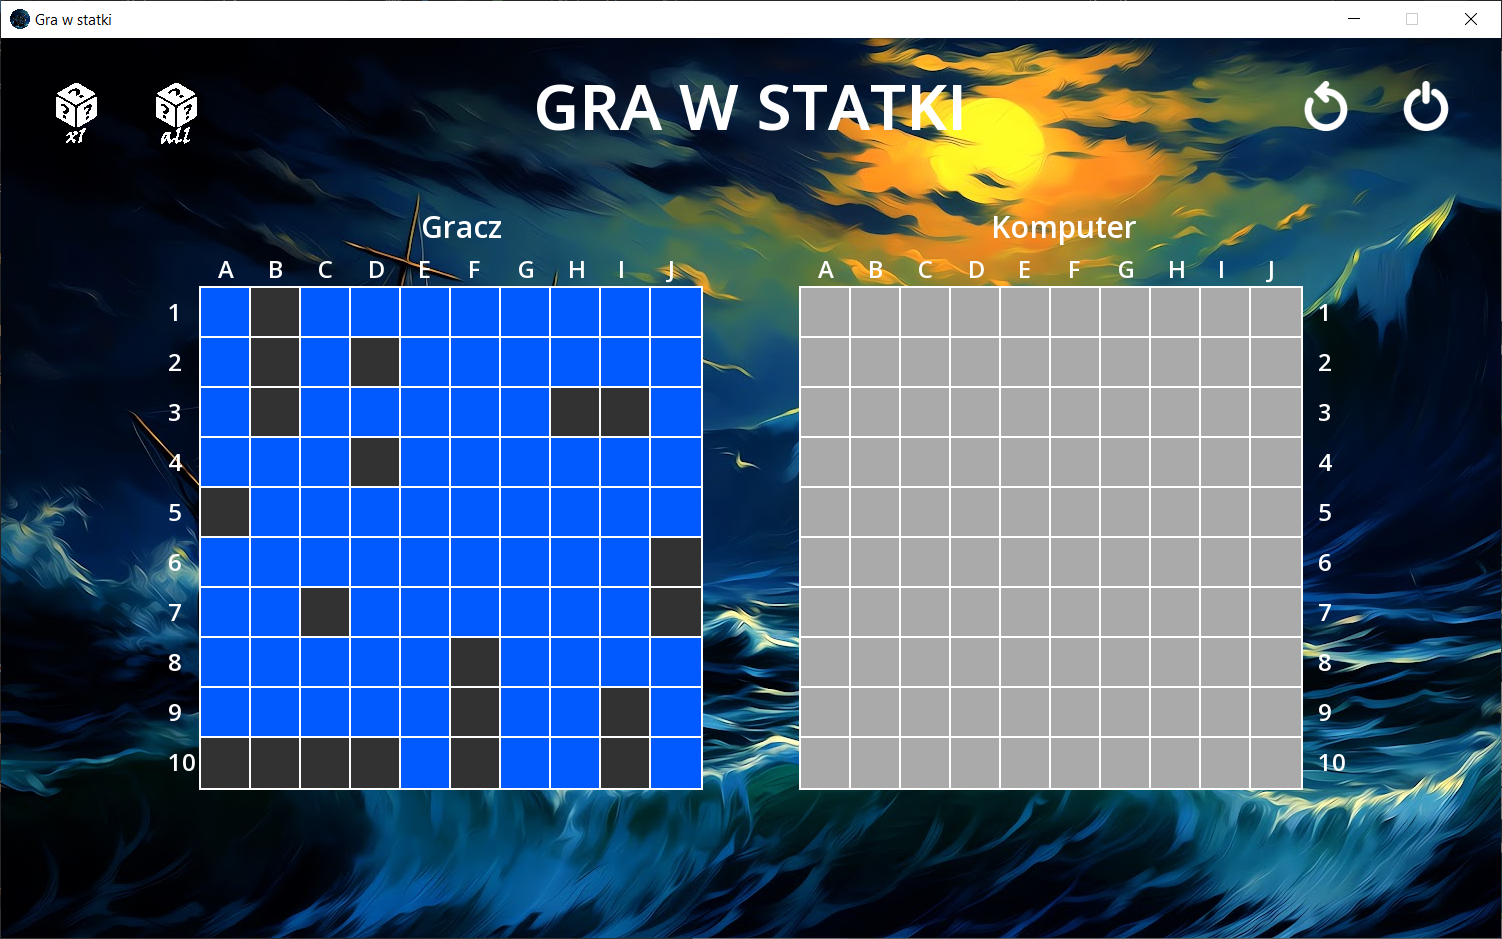 Gra w statki
? ? ? ? ? ?
x1 all
GRA W STATKI
Gracz Komputer
A B C D E F G H I J A B C D E F G H I J
1 1
2 2
3 3
4 4
5 5
6 6
7 7
8 8
9 9
10 10